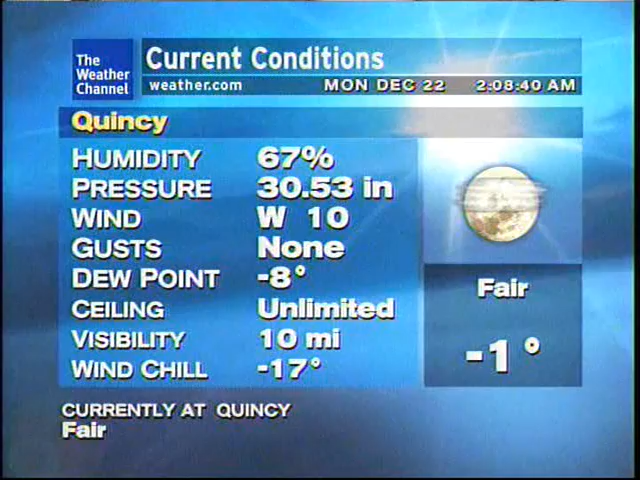 The
Weather
Channel
Current Conditions
weather.com MON DEC 22 2:08:40 AM
Quincy
HUMIDITY 67%
PRESSURE 30.53 in
WIND W 10
GUSTS None
DEW POINT -8°
CEILING Unlimited
VISIBILITY 10 mi
WIND CHILL -17°
Fair
-1°
CURRENTLY AT QUINCY
Fair